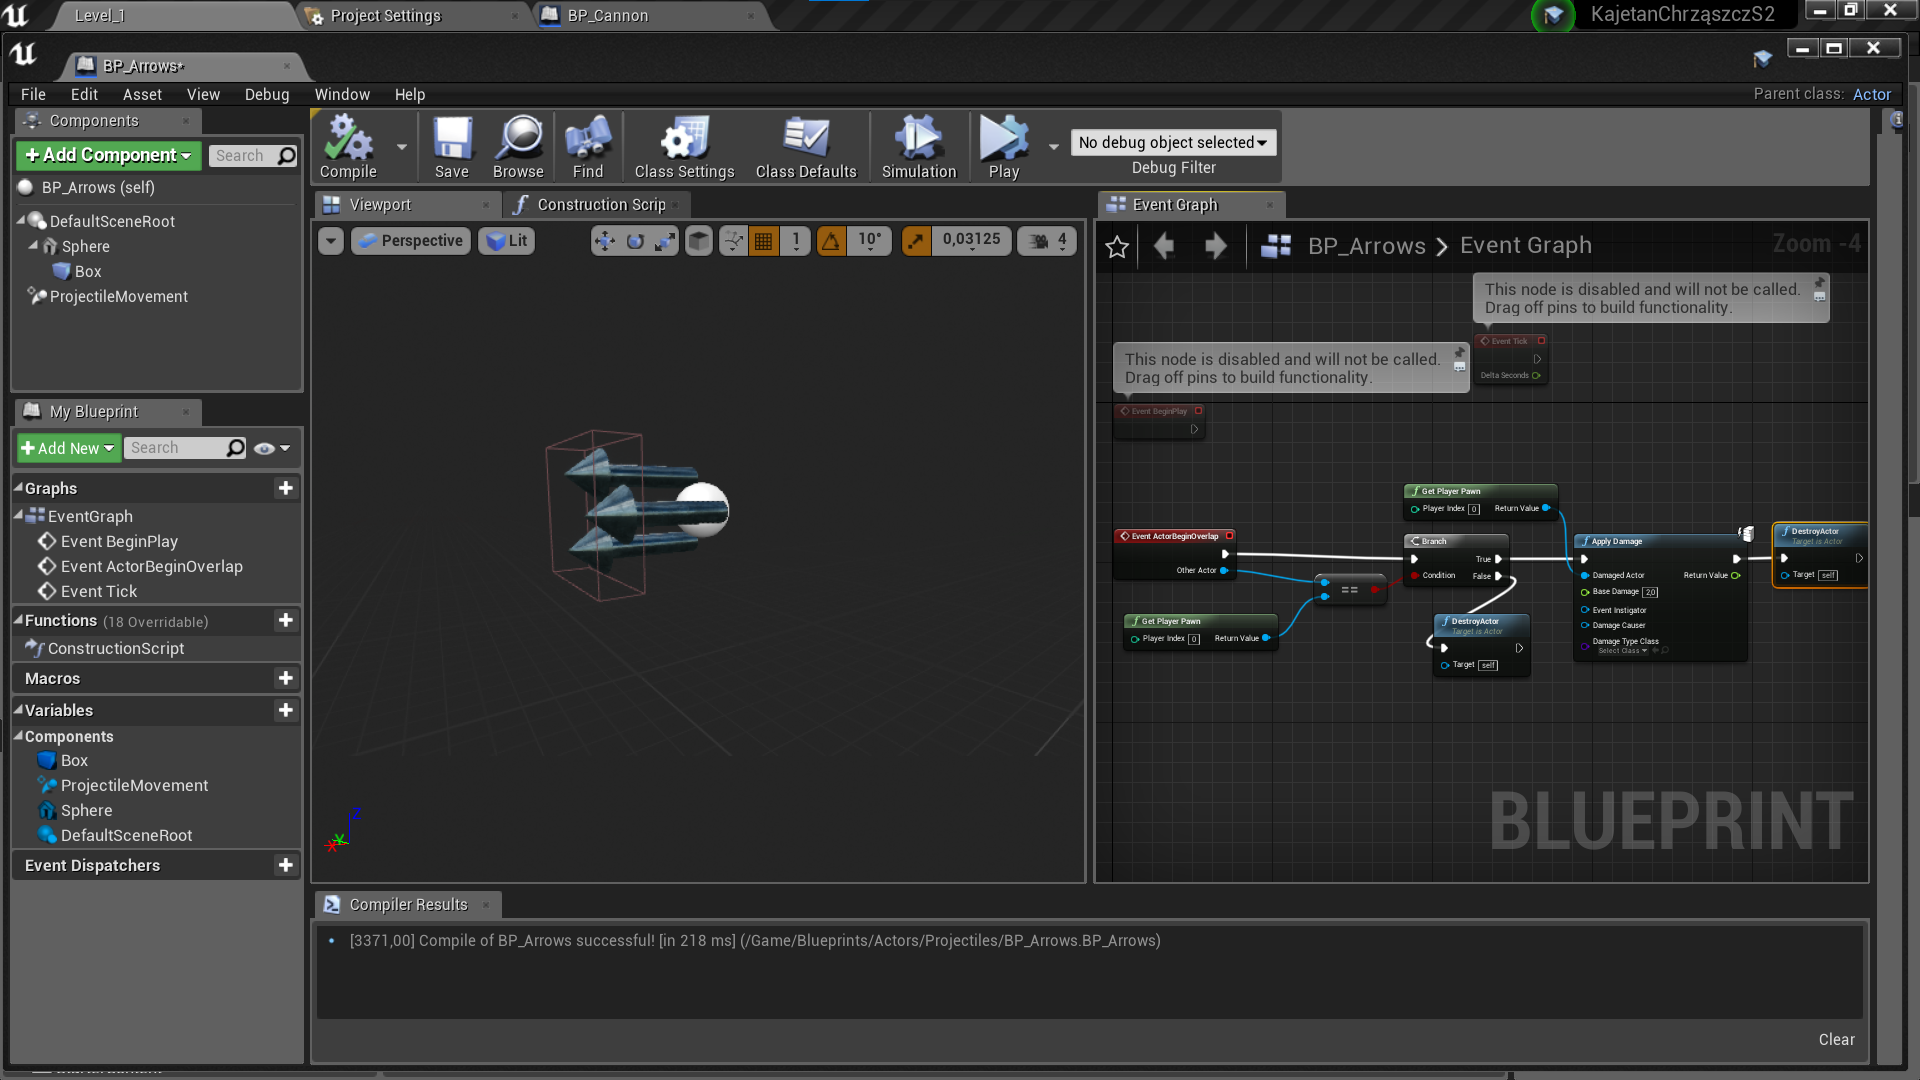 Level_1
Project Settings
BP_Cannon
KajetanChrząszczS2
BP_Arrows*
File Edit Asset View Debug Window Help
Parent class: Actor
Components
+ Add Component
Search
BP_Arrows (self)
DefaultSceneRoot
Sphere
Box
ProjectileMovement
Compile
Save
Browse
Find
Class Settings
Class Defaults
Simulation
Play
No debug object selected
Debug Filter
Viewport
Construction Scrip
Perspective
Lit
1
10°
0,03125
4
Z
X
Event Graph
BP_Arrows > Event Graph
Zoom -4
This node is disabled and will not be called.
Drag off pins to build functionality.
Event Tick
Delta Seconds
This node is disabled and will not be called.
Drag off pins to build functionality.
Event BeginPlay
Get Player Pawn
Player Index 0 Return Value
Event ActorBeginOverlap
Other Actor
Branch
True
Condition False
==
Get Player Pawn
Player Index 0 Return Value
DestroyActor
Target is Actor
Target self
Apply Damage
Damaged Actor Return Value
Base Damage 2,0
Event Instigator
Damage Causer
Damage Type Class
Select Class
DestroyActor
Target is Actor
Target self
BLUEPRINT
My Blueprint
+ Add New
Search
Graphs
EventGraph
Event BeginPlay
Event ActorBeginOverlap
Event Tick
Functions (18 Overridable)
ConstructionScript
Macros
Variables
Components
Box
ProjectileMovement
Sphere
DefaultSceneRoot
Event Dispatchers
Compiler Results
[3371,00] Compile of BP_Arrows successful! [in 218 ms] (/Game/Blueprints/Actors/Projectiles/BP_Arrows.BP_Arrows)
Clear